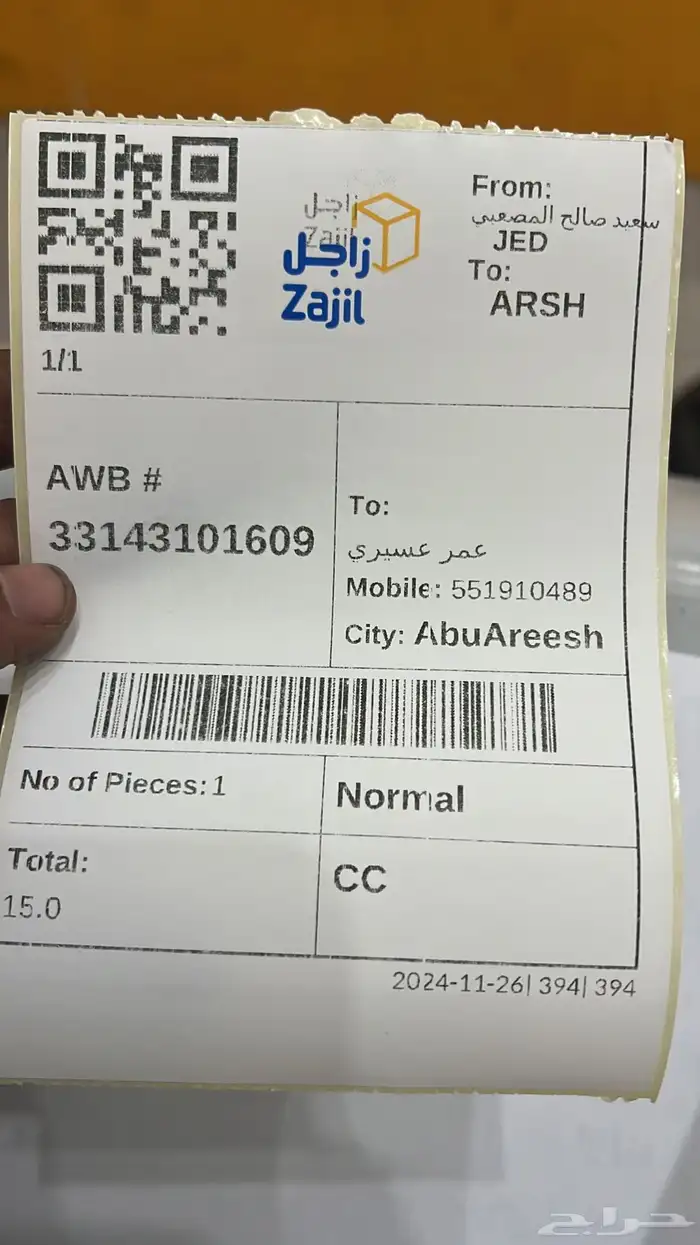 زاجل
Zajil
زاجل
Zajil
From:
سعيد صالح المصعبي
JED
To:
ARSH
1/1
AWB #
33143101609
To:
عمر عسيري
Mobile: 551910489
City: AbuAreesh
No of Pieces:1
Normal
Total:
15.0
CC
2024-11-26| 394| 394
حراج